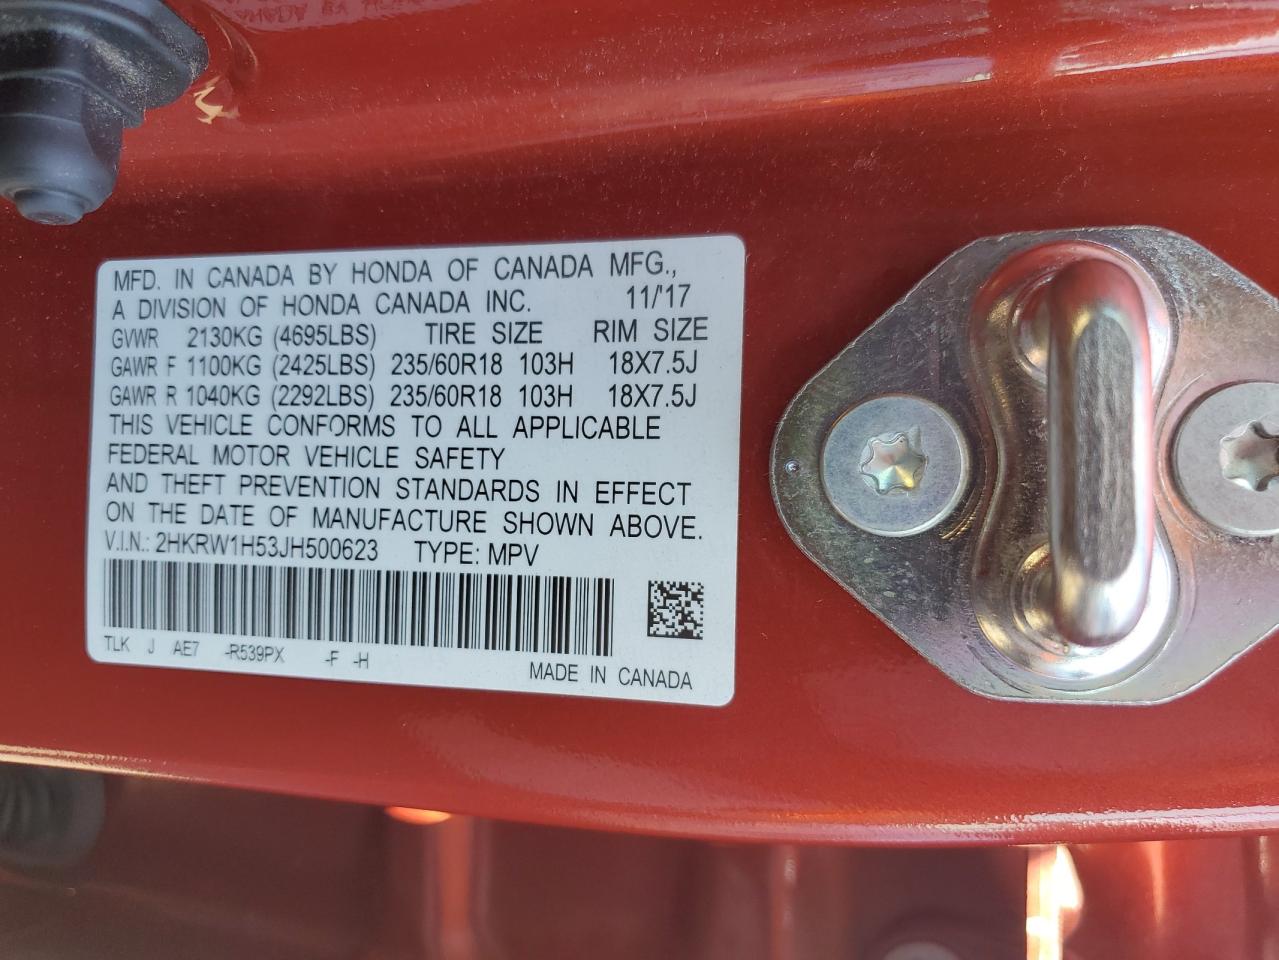 MFD. IN CANADA BY HONDA OF CANADA MFG.,
A DIVISION OF HONDA CANADA INC. 11/'17
GVWR 2130KG (4695LBS) TIRE SIZE RIM SIZE
GAWR F 1100KG (2425LBS) 235/60R18 103H 18X7.5J
GAWR R 1040KG (2292LBS) 235/60R18 103H 18X7.5J
THIS VEHICLE CONFORMS TO ALL APPLICABLE
FEDERAL MOTOR VEHICLE SAFETY
AND THEFT PREVENTION STANDARDS IN EFFECT
ON THE DATE OF MANUFACTURE SHOWN ABOVE.
V.I.N.: 2HKRW1H53JH500623 TYPE: MPV
TLK J AE7 -R539PX -F -H
MADE IN CANADA